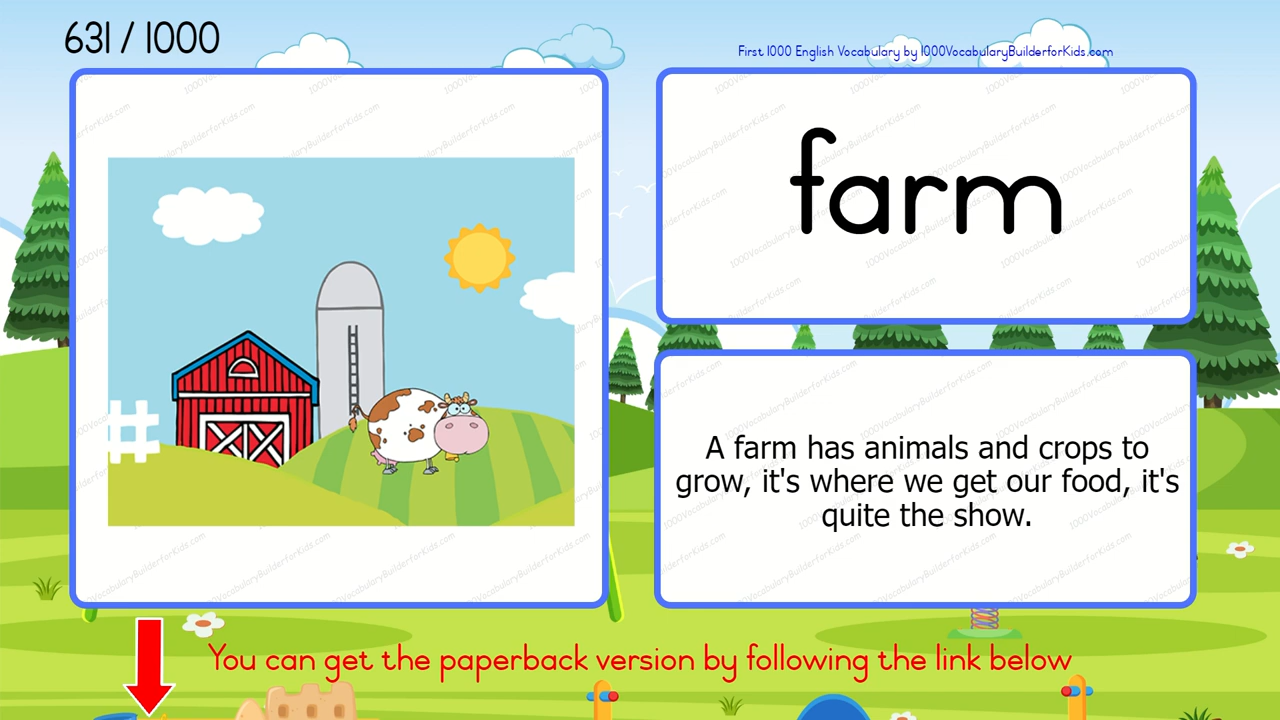 631 / 1000
First 1000 English Vocabulary by 1000VocabularyBuilderforKids.com
farm
A farm has animals and crops to
grow, it's where we get our food, it's
quite the show.
You can get the paperback version by following the link below
1000VocabularyBuilderforKids.com